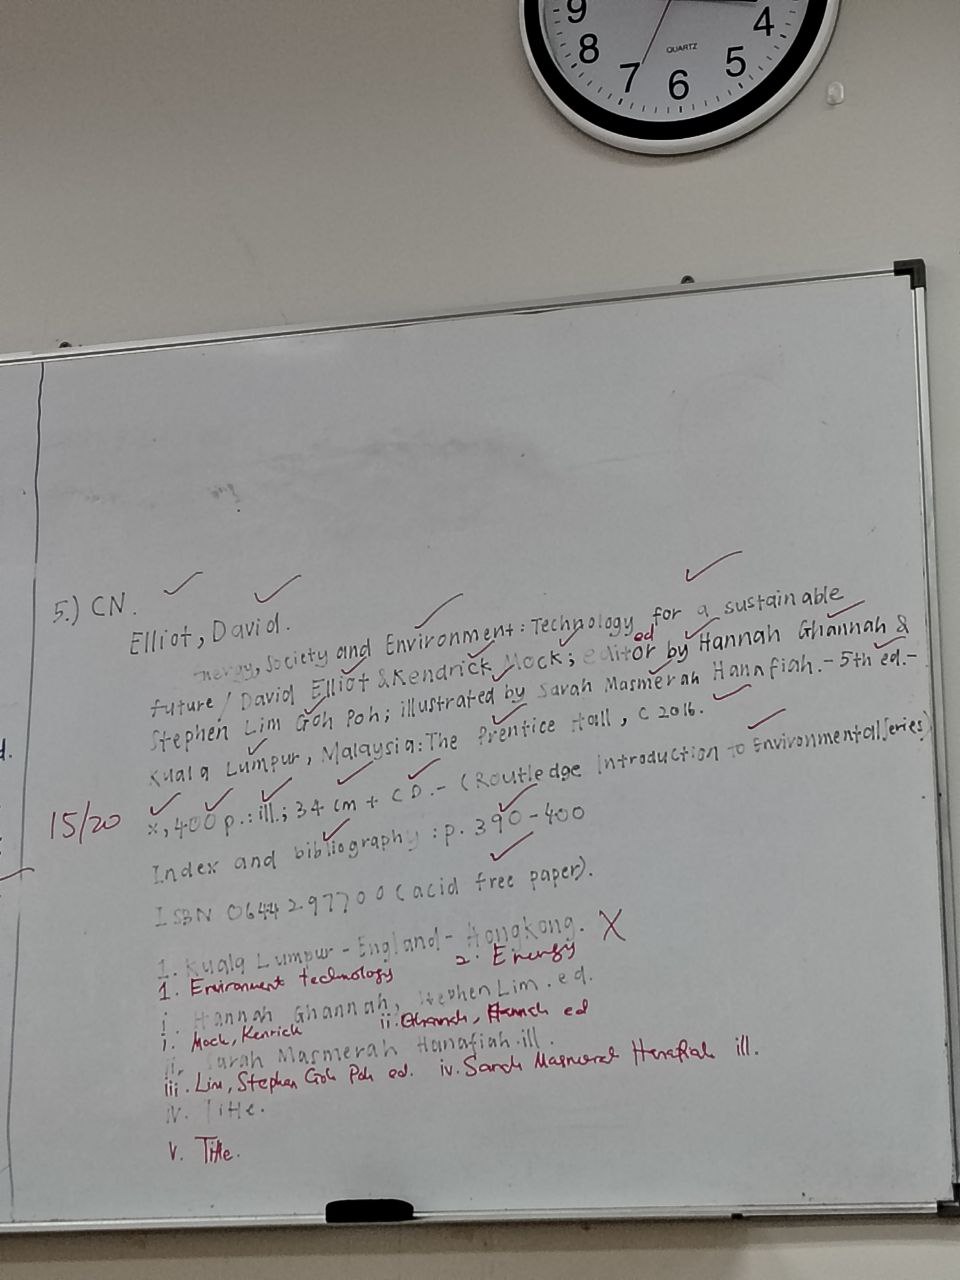 9
4
8
QUARTZ
5
7
6
5.) CN.
Elliot, David.
nergy, Society and Environment : Technology for a sustainable
future / David Elliot & Kendrick Mock; editor by Hannah Ghannah &
ed
Stephen Lim Goh Poh; illustrated by Sarah Masmerah Hanafiah. - 5th ed. -
Kuala Lumpur, Malaysia: The Prentice Hall, c 2016.
d.
15/20
x, 400 p.: ill.; 34 cm + CD. - (Routledge introduction to Environmental Series)
Index and bibliography : p. 390 - 400
ISBN 0644297700 (acid free paper).
1. Kuala Lumpur - England - Hongkong. X
1. Environment technology 2. Energy
i. Hannah Ghannah, Stephen Lim. ed.
i. Mock, Kenrick ii. Ghannah, Hannah ed
ii. Sarah Masmerah Hanafiah. ill.
iii. Lim, Stephen Goh Poh ed. iv. Sarah Masmerah Hanafiah ill.
iv. Title.
v. Title.